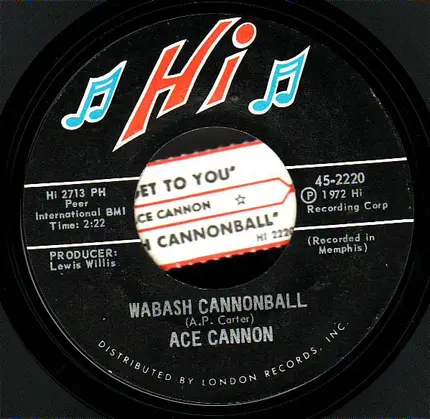 Hi
Hi 2713 PH
Peer
International BMI
Time: 2:22
PRODUCER:
Lewis Willis
ET TO YOU"
CE CANNON
H CANNONBALL"
HI 2220
45-2220
Ⓟ 1972 Hi
Recording Corp
(Recorded in
Memphis)
WABASH CANNONBALL
(A.P. Carter)
ACE CANNON
DISTRIBUTED BY LONDON RECORDS, INC.